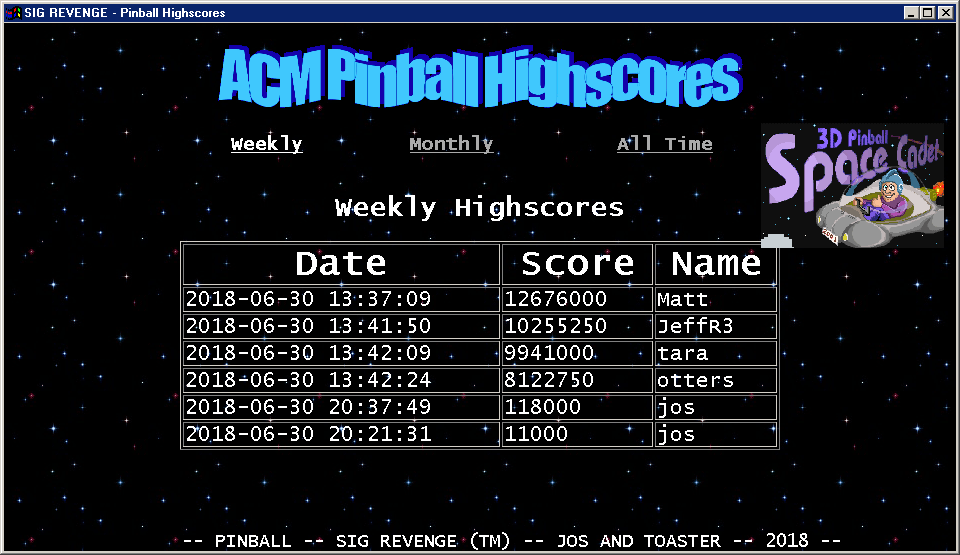 SIG REVENGE - Pinball Highscores
ACM Pinball Highscores
Weekly Monthly All Time
3D Pinball
Space Cadet
Weekly Highscores
Date Score Name
2018-06-30 13:37:09 12676000 Matt
2018-06-30 13:41:50 10255250 JeffR3
2018-06-30 13:42:09 9941000 tara
2018-06-30 13:42:24 8122750 otters
2018-06-30 20:37:49 118000 jos
2018-06-30 20:21:31 11000 jos
-- PINBALL -- SIG REVENGE (TM) -- JOS AND TOASTER -- 2018 --